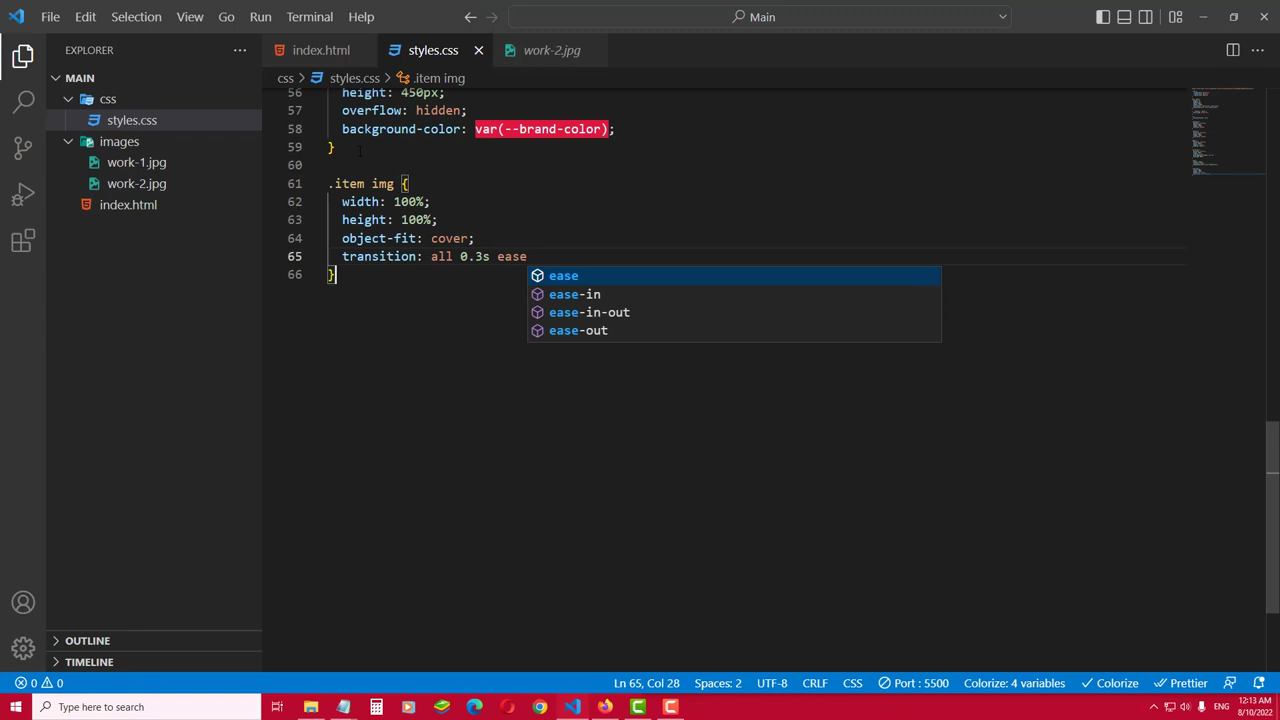 File Edit Selection View Go Run Terminal Help
Main
EXPLORER
index.html
styles.css
work-2.jpg
MAIN
css > styles.css > .item img
css
styles.css
images
work-1.jpg
work-2.jpg
index.html
56 height: 450px;
57 overflow: hidden;
58 background-color: var(--brand-color);
59 }
60
61 .item img {
62 width: 100%;
63 height: 100%;
64 object-fit: cover;
65 transition: all 0.3s ease
66 }
ease
ease-in
ease-in-out
ease-out
OUTLINE
TIMELINE
0 0 Ln 65, Col 28 Spaces: 2 UTF-8 CRLF CSS Port : 5500 Colorize: 4 variables Colorize Prettier
Type here to search
ENG
12:13 AM
8/10/2022